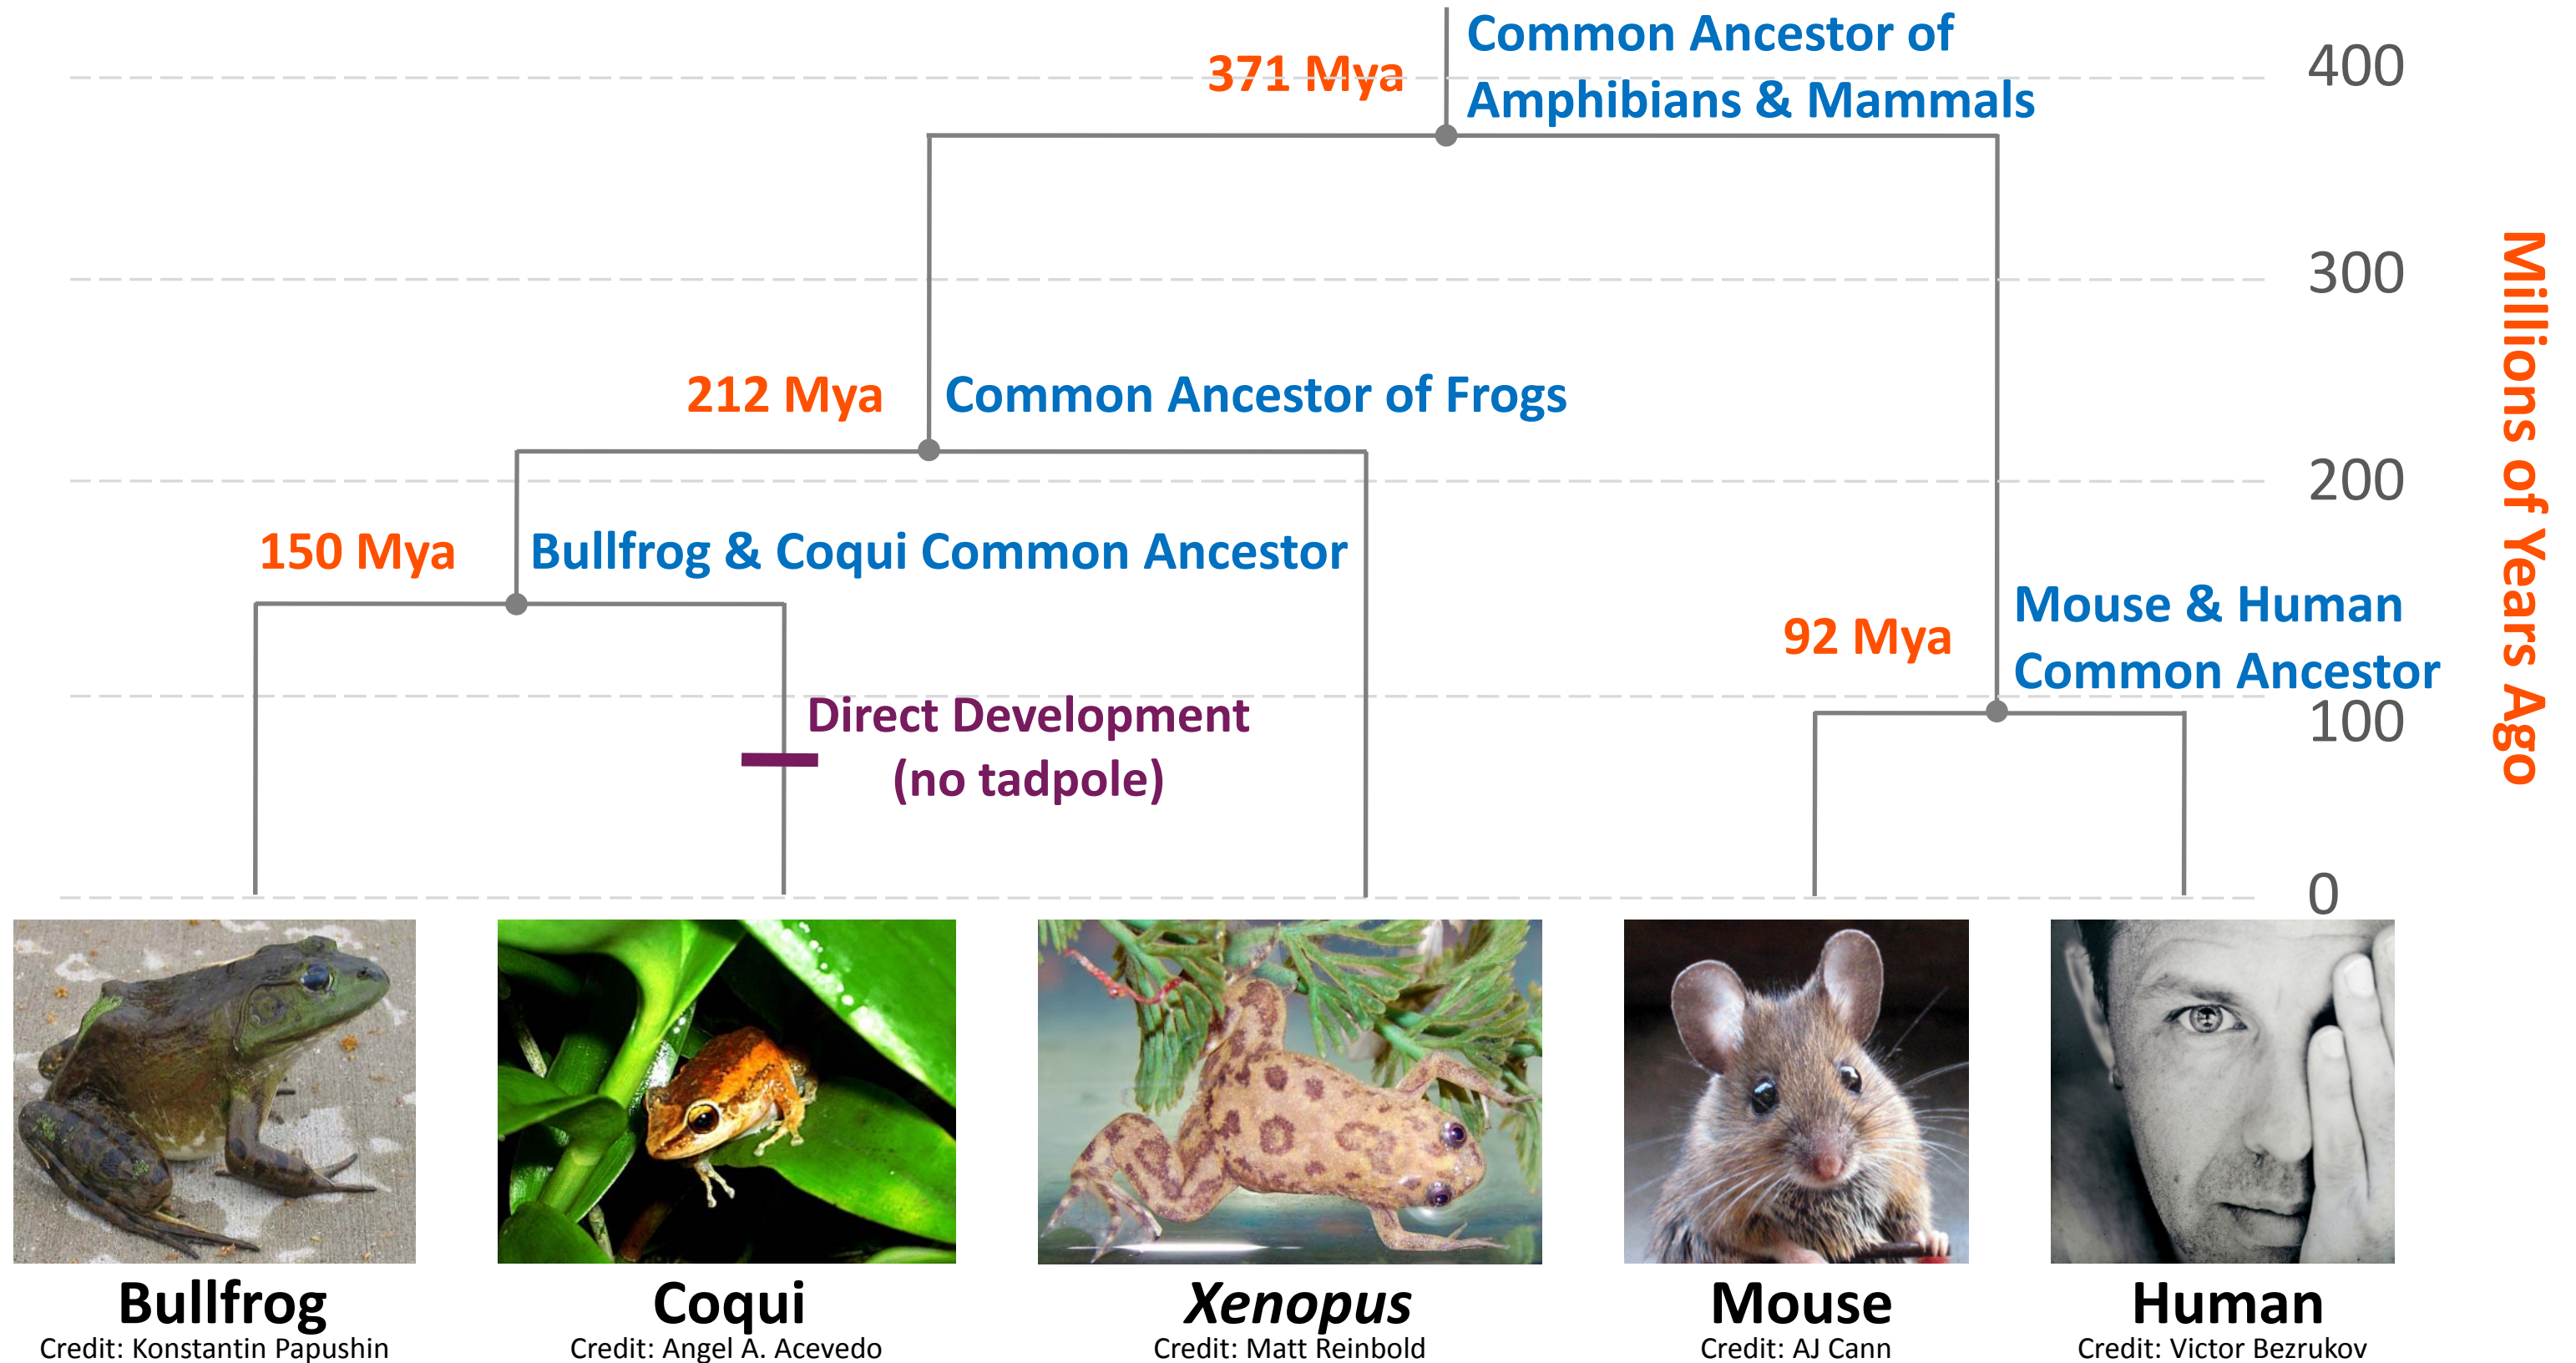 Common Ancestor of
Amphibians & Mammals
371 Mya
400
300
212 Mya
Common Ancestor of Frogs
200
150 Mya
Bullfrog & Coqui Common Ancestor
Mouse & Human
Common Ancestor
92 Mya
100
Direct Development
(no tadpole)
0
Millions of Years Ago
Bullfrog
Credit: Konstantin Papushin
Coqui
Credit: Angel A. Acevedo
Xenopus
Credit: Matt Reinbold
Mouse
Credit: AJ Cann
Human
Credit: Victor Bezrukov